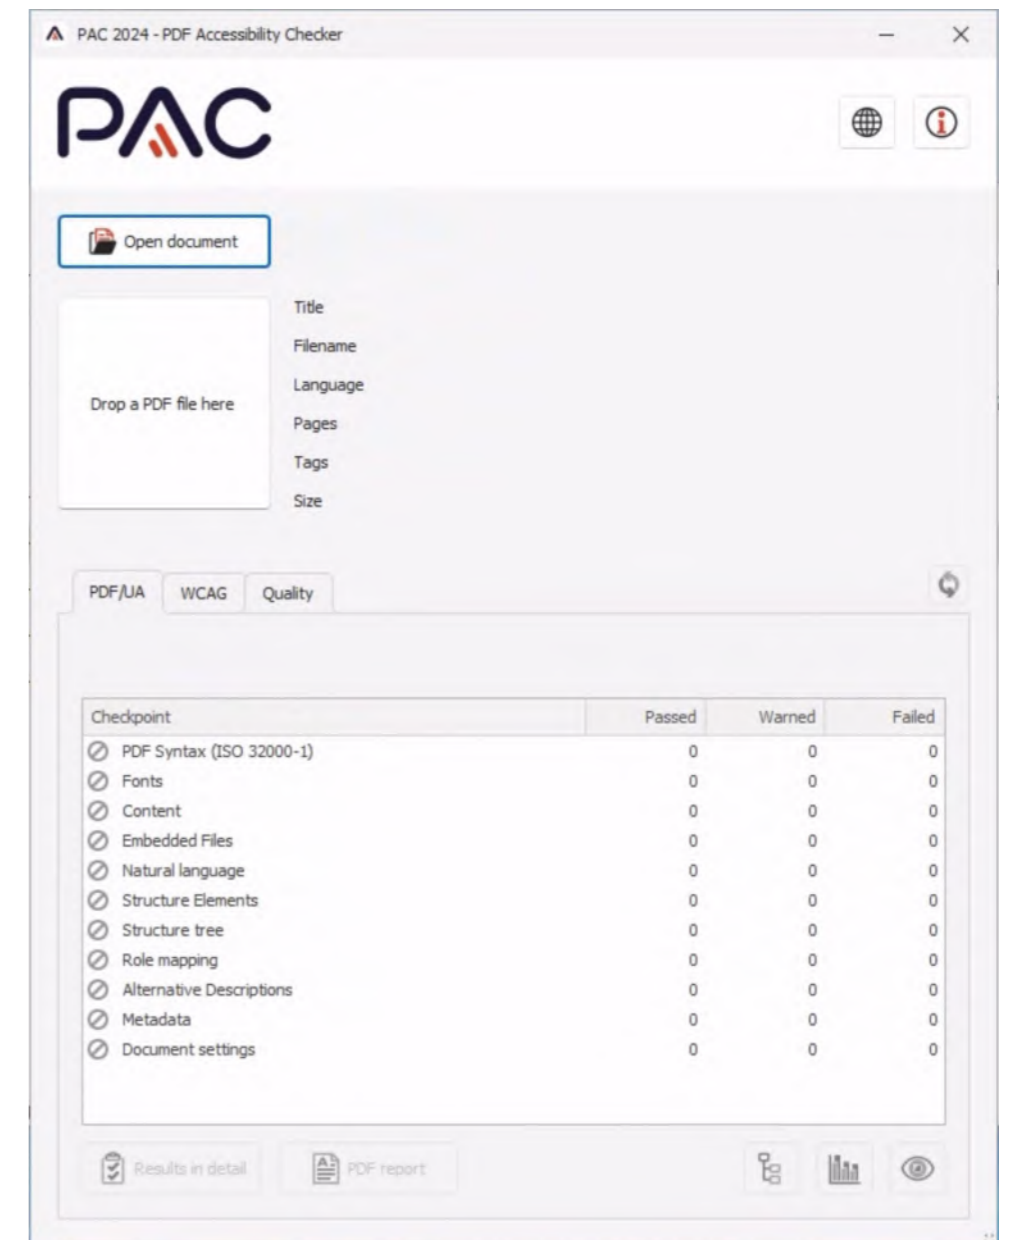 PAC 2024 - PDF Accessibility Checker
PAC
Open document
Drop a PDF file here
Title
Filename
Language
Pages
Tags
Size
PDF/UA WCAG Quality
Checkpoint Passed Warned Failed
PDF Syntax (ISO 32000-1) 0 0 0
Fonts 0 0 0
Content 0 0 0
Embedded Files 0 0 0
Natural language 0 0 0
Structure Elements 0 0 0
Structure tree 0 0 0
Role mapping 0 0 0
Alternative Descriptions 0 0 0
Metadata 0 0 0
Document settings 0 0 0
Results in detail PDF report